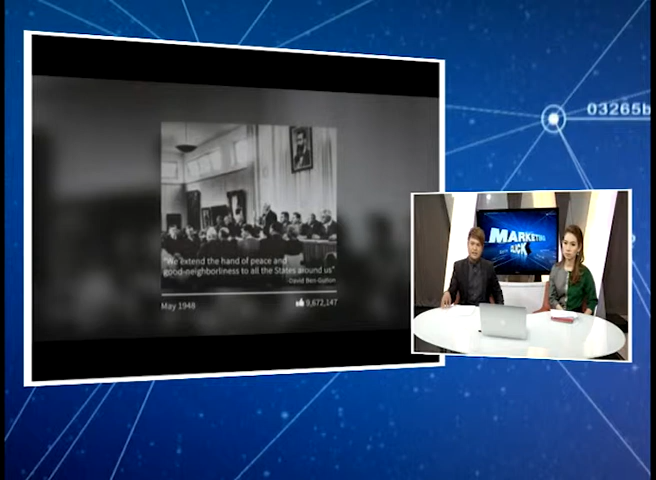 03265b
"We extend the hand of peace and
good-neighborliness to all the States around us"
David Ben-Gurion
May 1948
9,672,147
MARKETING